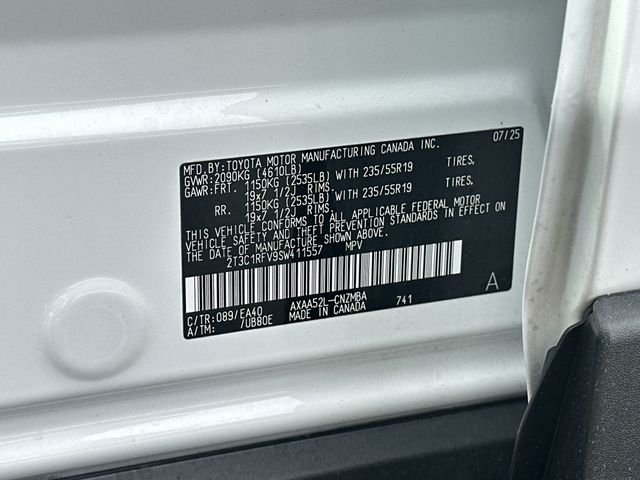 07/25
MFD.BY:TOYOTA MOTOR MANUFACTURING CANADA INC.
GVWR:2090KG (4610LB)
GAWR:FRT. 1150KG (2535LB) WITH 235/55R19 TIRES.
19x7 1/2J RIMS.
RR. 1150KG (2535LB) WITH 235/55R19 TIRES.
19x7 1/2J RIMS.
THIS VEHICLE CONFORMS TO ALL APPLICABLE FEDERAL MOTOR
VEHICLE SAFETY AND THEFT PREVENTION STANDARDS IN EFFECT ON
THE DATE OF MANUFACTURE SHOWN ABOVE.
2T3C1RFV9SW411557 MPV
C/TR:089/EA40 AXAA52L-CNZMBA 741 A
A/TM: /UB80E MADE IN CANADA